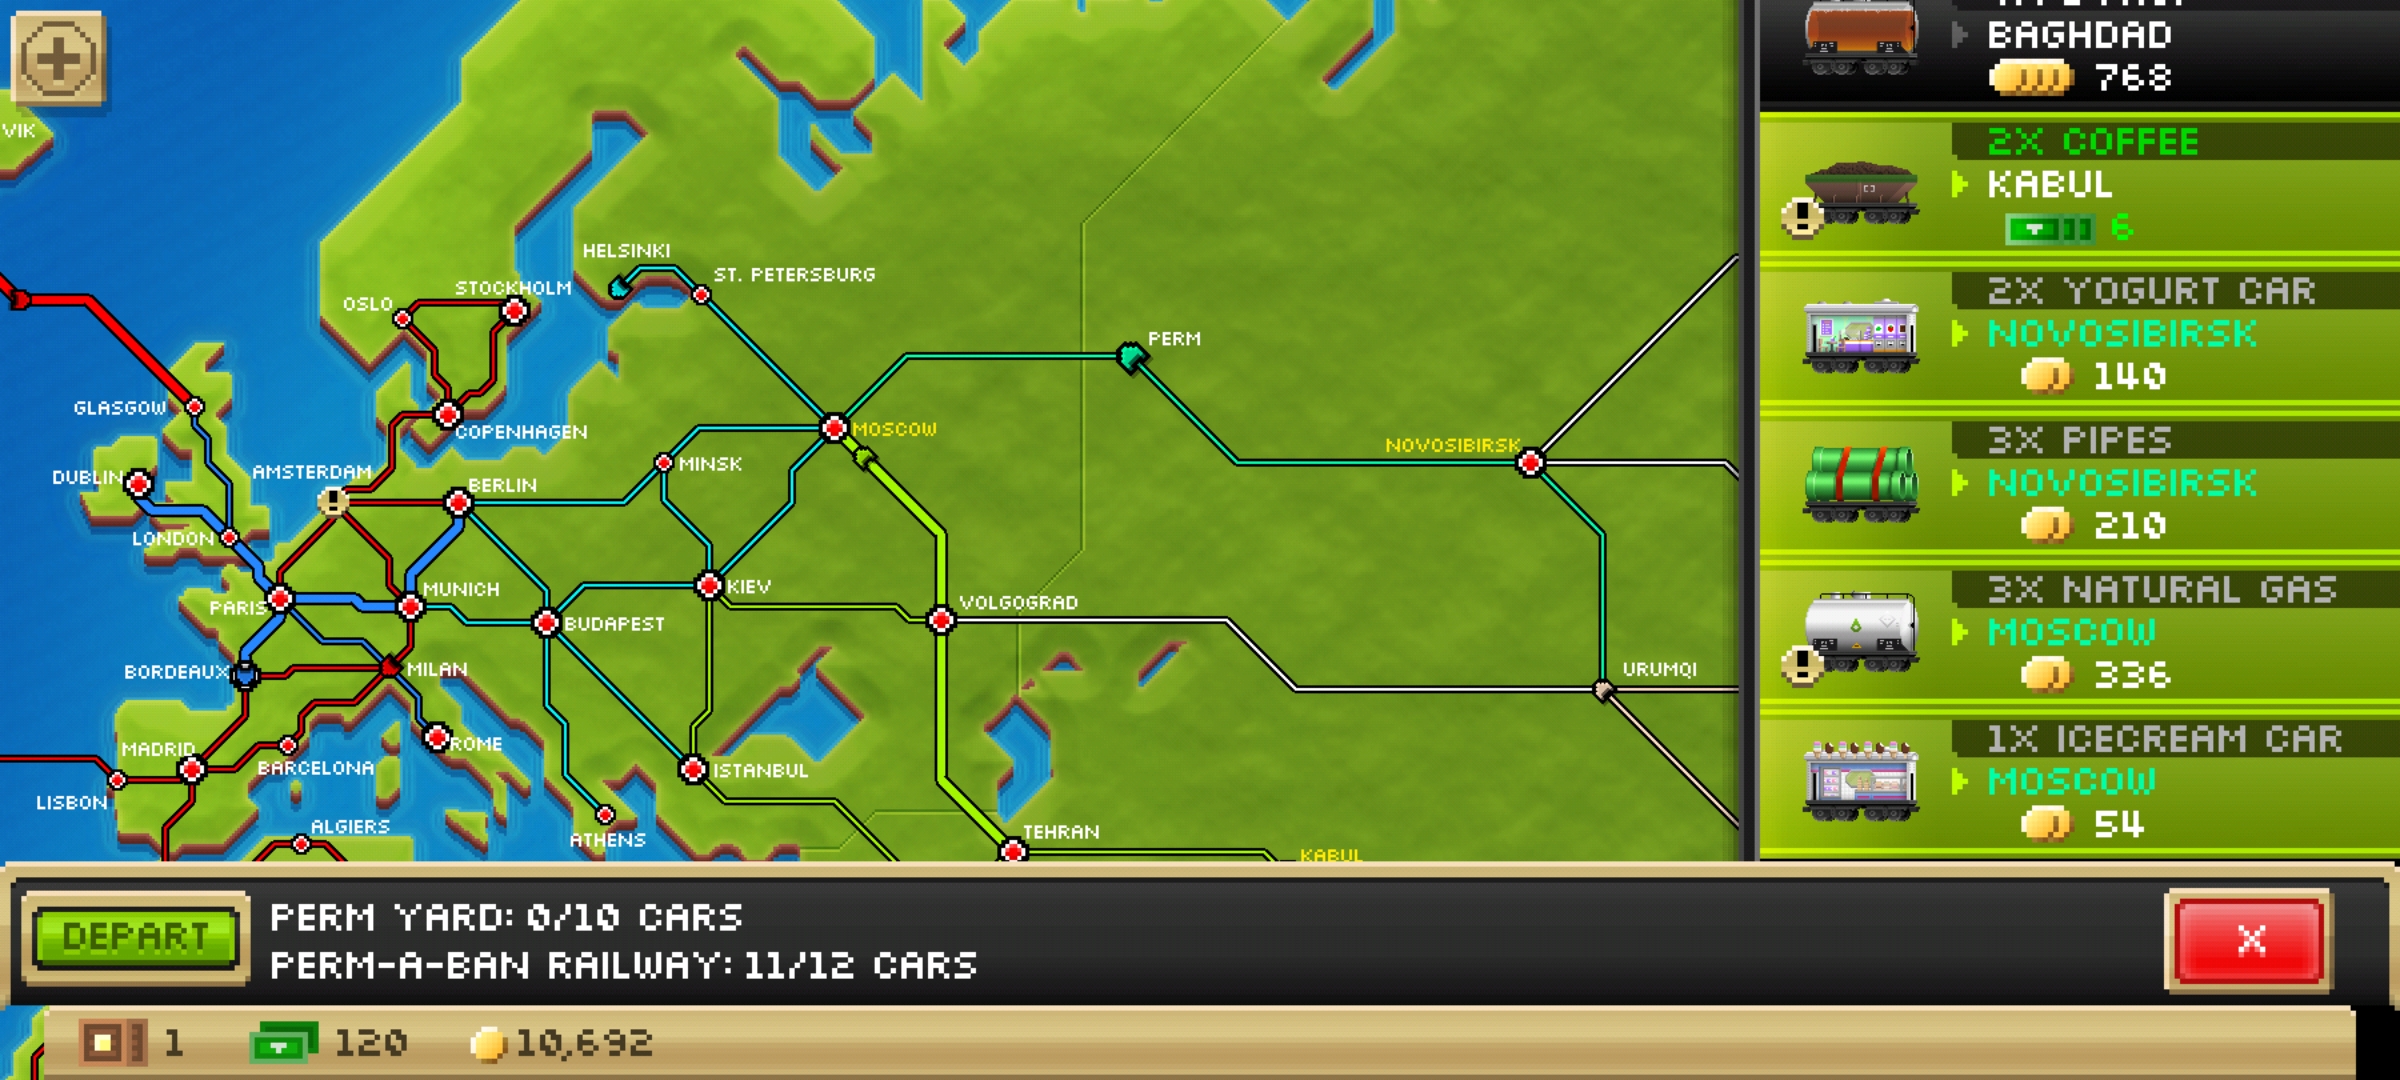 BAGHDAD
768
2X COFFEE
KABUL
6
2X YOGURT CAR
NOVOSIBIRSK
140
3X PIPES
NOVOSIBIRSK
210
3X NATURAL GAS
MOSCOW
336
1X ICECREAM CAR
MOSCOW
54
VIK
HELSINKI
ST. PETERSBURG
STOCKHOLM
OSLO
PERM
GLASGOW
COPENHAGEN
MOSCOW
NOVOSIBIRSK
MINSK
DUBLIN
AMSTERDAM
BERLIN
LONDON
MUNICH
KIEV
PARIS
BUDAPEST
VOLGOGRAD
BORDEAUX
MILAN
URUMQI
MADRID
ROME
BARCELONA
ISTANBUL
LISBON
ALGIERS
ATHENS
TEHRAN
KABUL
DEPART
PERM YARD: 0/10 CARS
PERM-A-BAN RAILWAY: 11/12 CARS
X
1
120
10,692